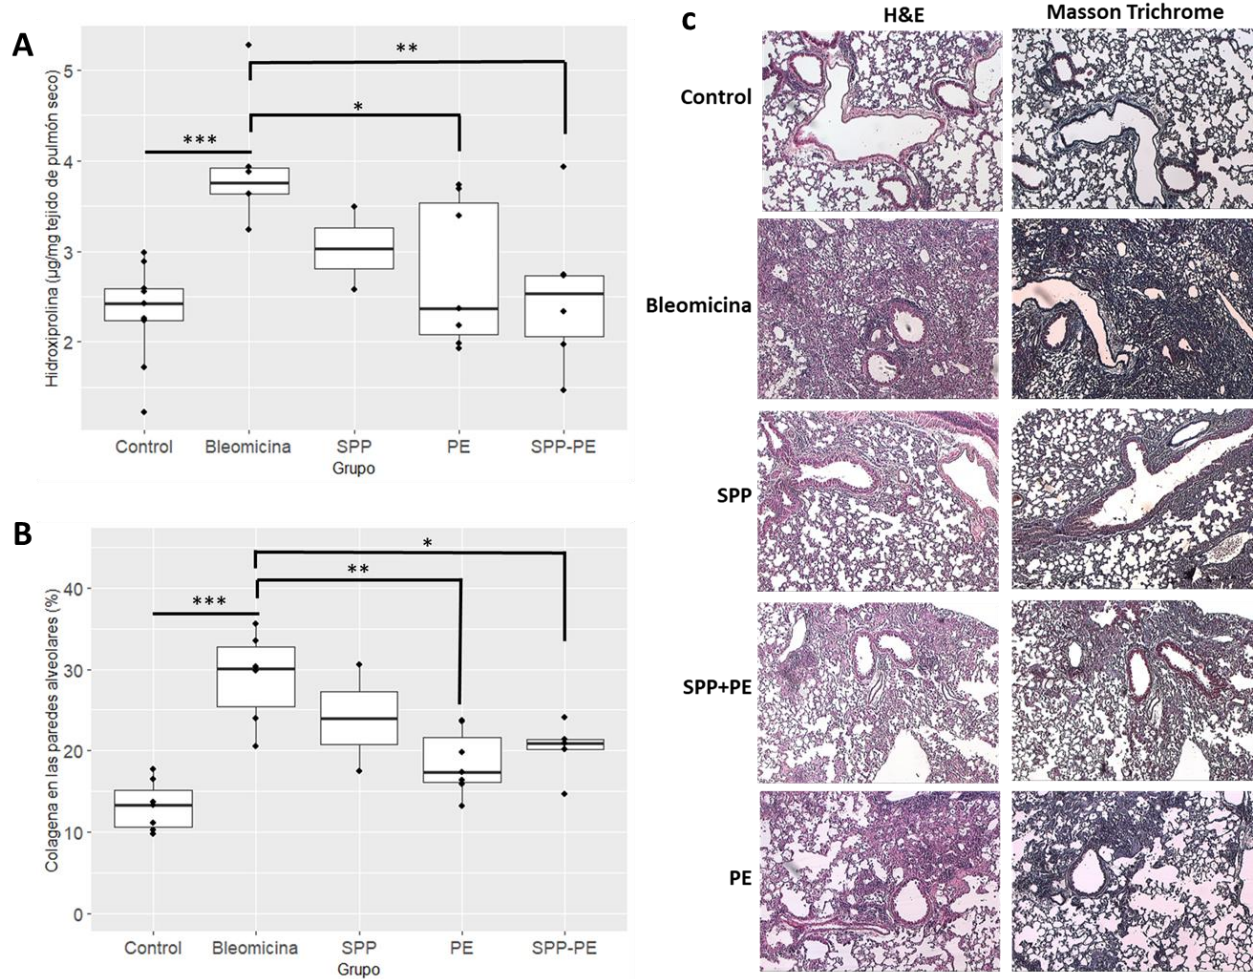 A
Hidroxiprolina (µg/mg tejido de pulmón seco)
5
4
3
2
***
*
**
Control Bleomicina SPP PE SPP-PE
Grupo
B
Colagena en las paredes alveolares (%)
40
30
20
10
0
***
**
*
Control Bleomicina SPP PE SPP-PE
Grupo
c
H&E Masson Trichrome
Control
Bleomicina
SPP
SPP+PE
PE